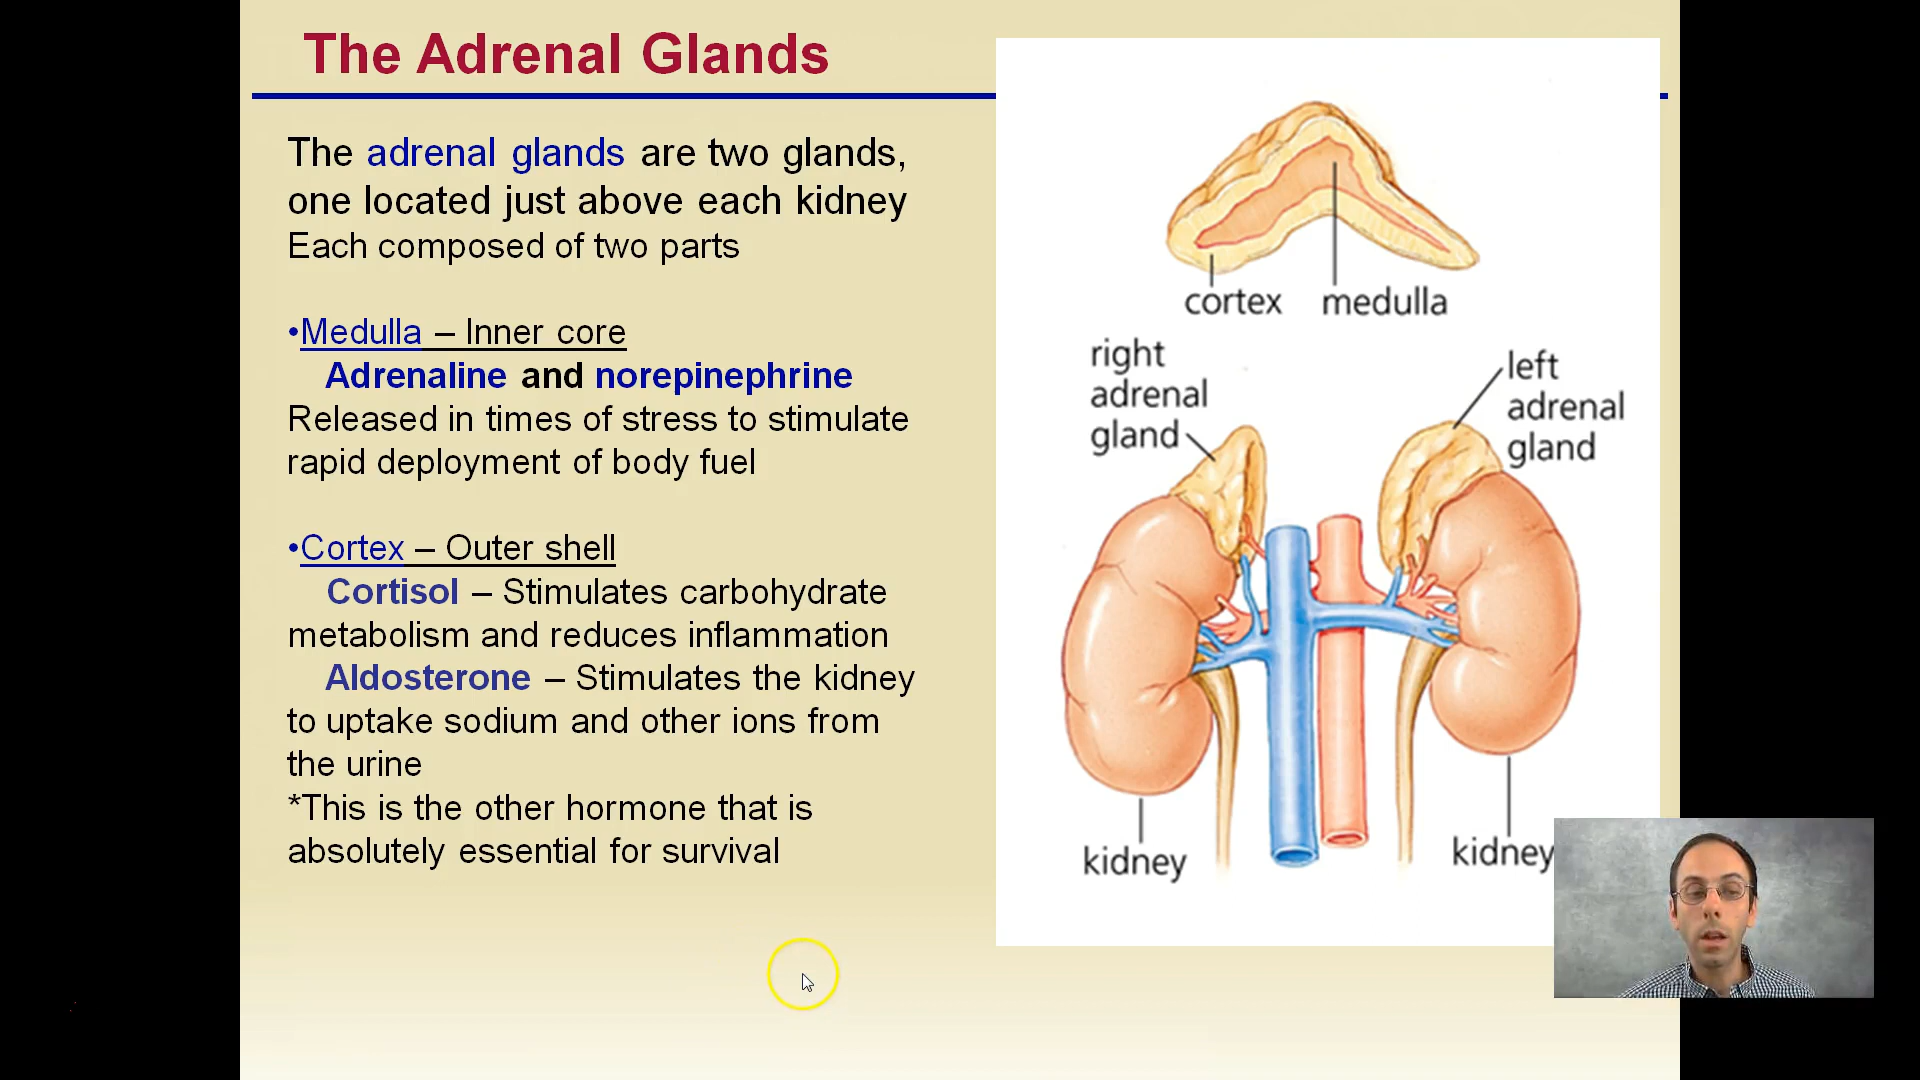 The Adrenal Glands
The adrenal glands are two glands,
one located just above each kidney
Each composed of two parts
•Medulla – Inner core
Adrenaline and norepinephrine
Released in times of stress to stimulate
rapid deployment of body fuel
•Cortex – Outer shell
Cortisol – Stimulates carbohydrate
metabolism and reduces inflammation
Aldosterone – Stimulates the kidney
to uptake sodium and other ions from
the urine
*This is the other hormone that is
absolutely essential for survival
cortex medulla
right
adrenal
gland
left
adrenal
gland
kidney
kidney